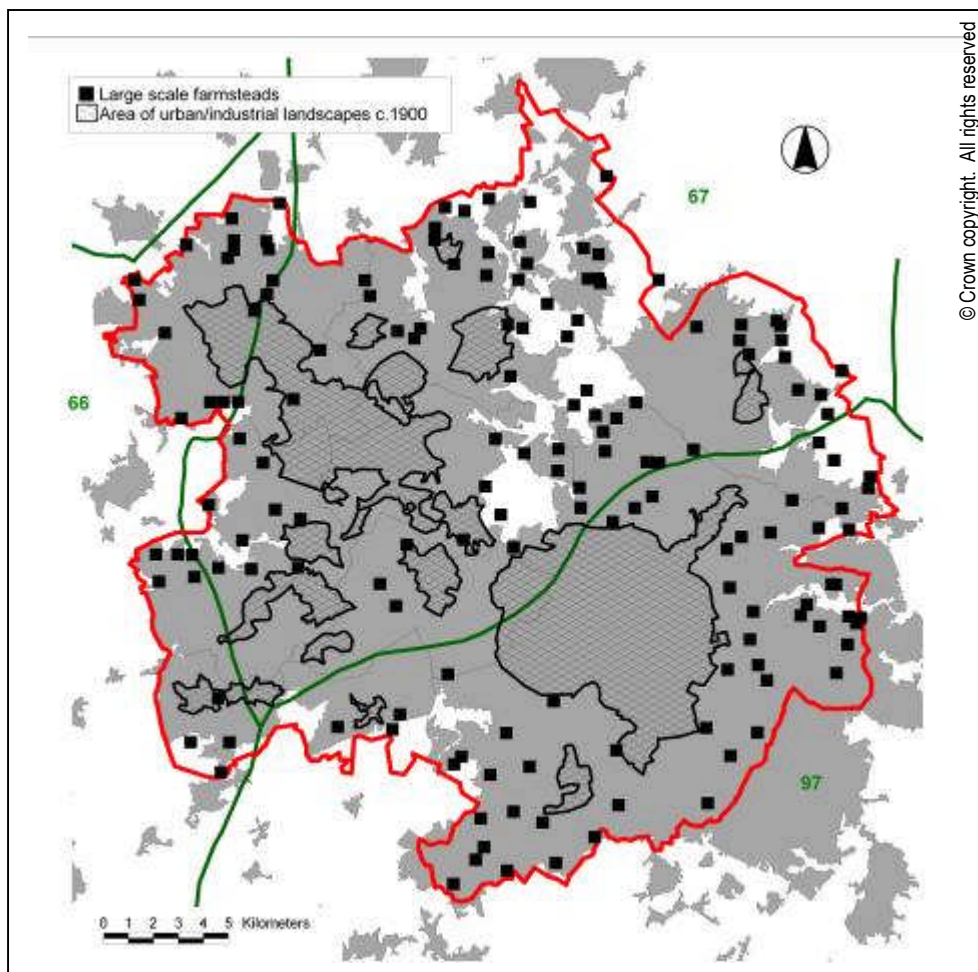 © Crown copyright. All rights reserved
Large scale farmsteads
Area of urban/industrial landscapes c.1900
67
66
97
0 1 2 3 4 5 Kilometers